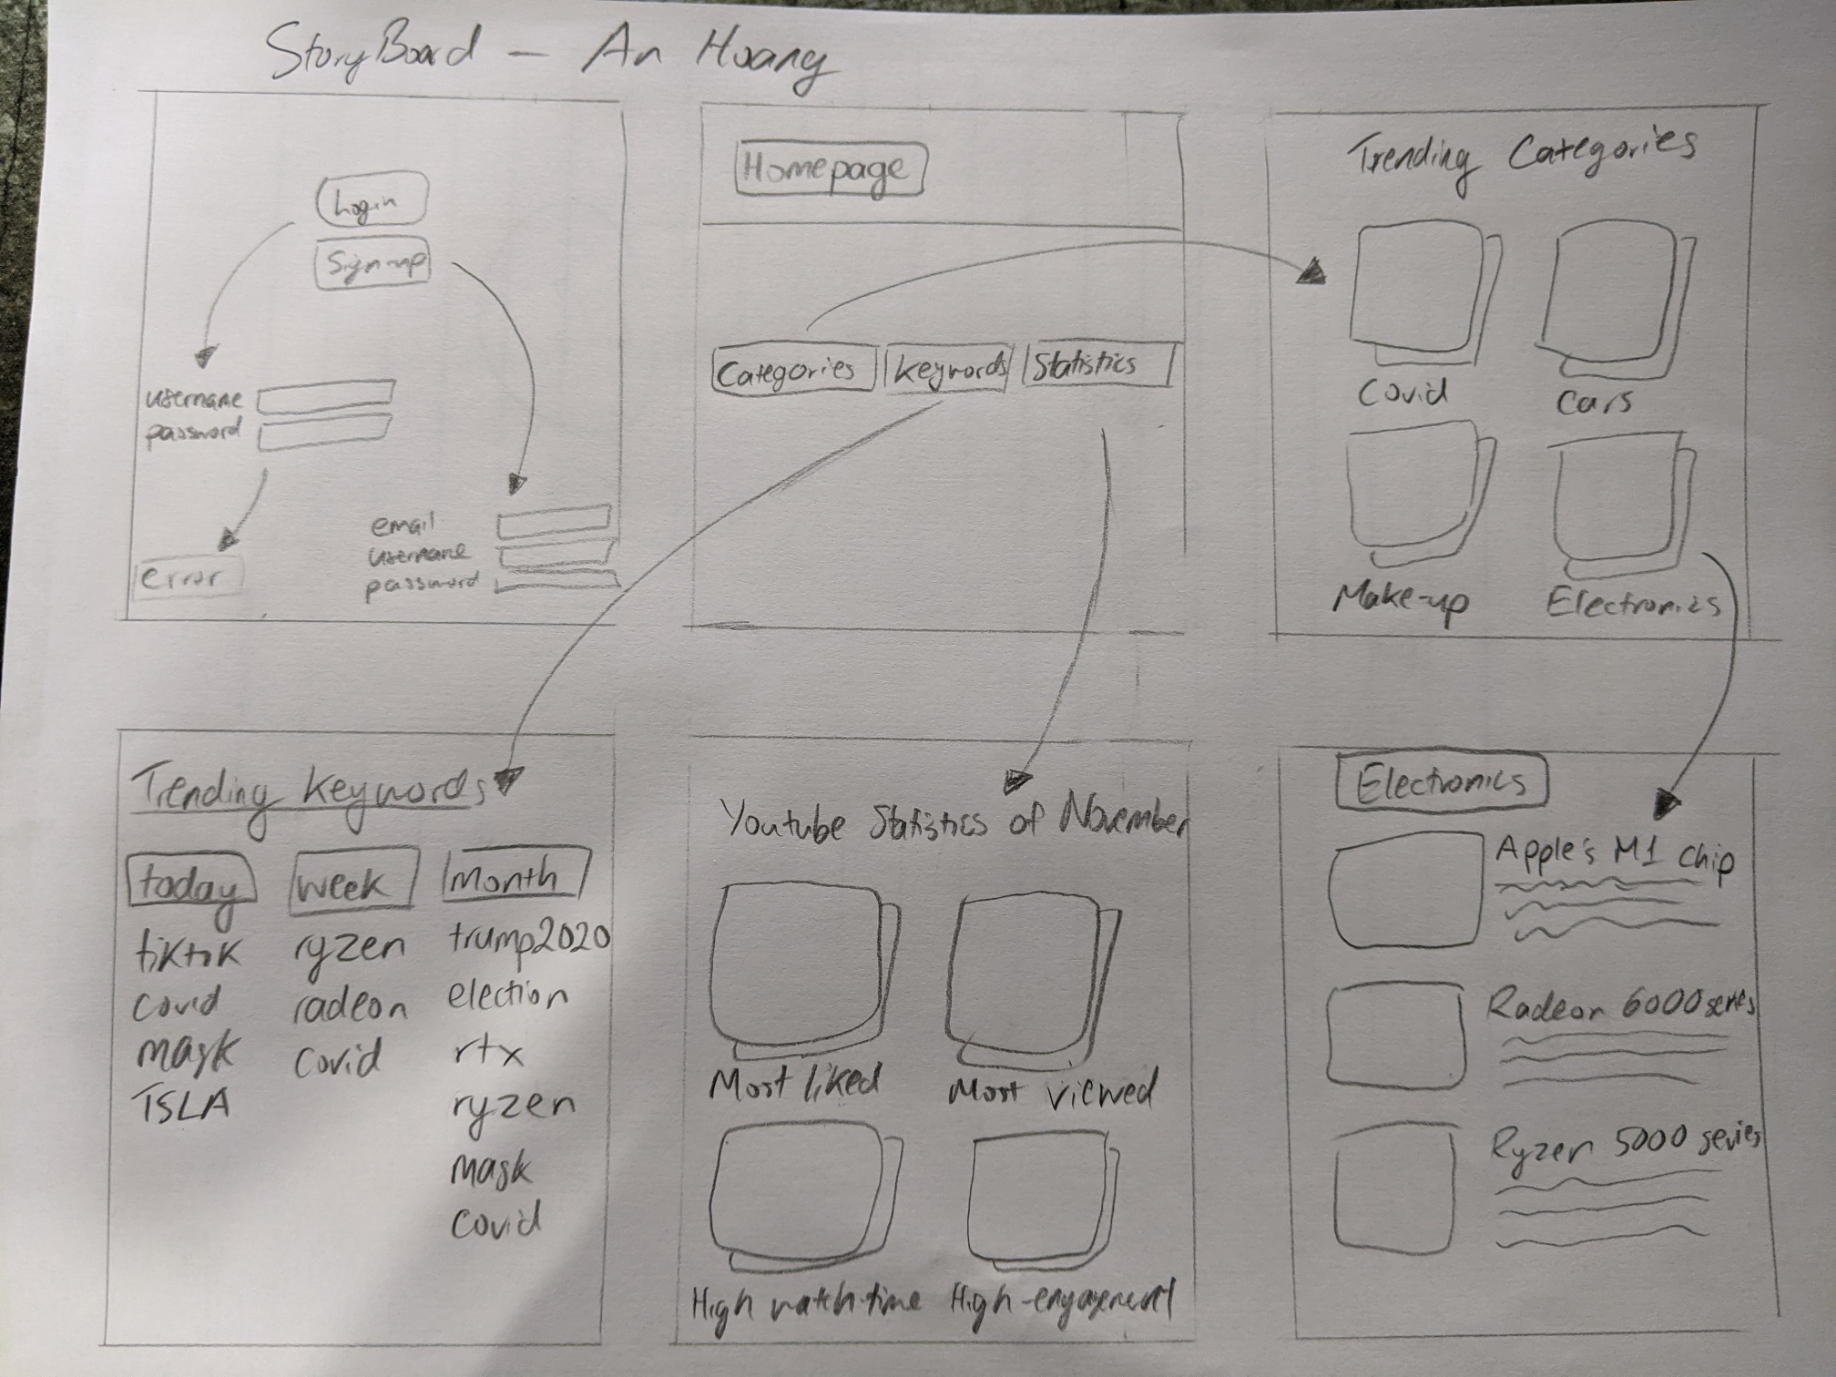 StoryBoard - An Hoang
Login
Sign-up
username
password
error
email
username
password
Homepage
Categories Keywords Statistics
Trending Categories
Covid Cars
Make-up Electronics
Trending Keywords
today week Month
tiktok ryzen trump2020
covid radeon election
mask covid rtx
TSLA ryzen
mask
covid
Youtube Statistics of November
Most liked Most viewed
High watch-time High-engagement
Electronics
Apple's M1 chip
Radeon 6000 series
Ryzen 5000 series